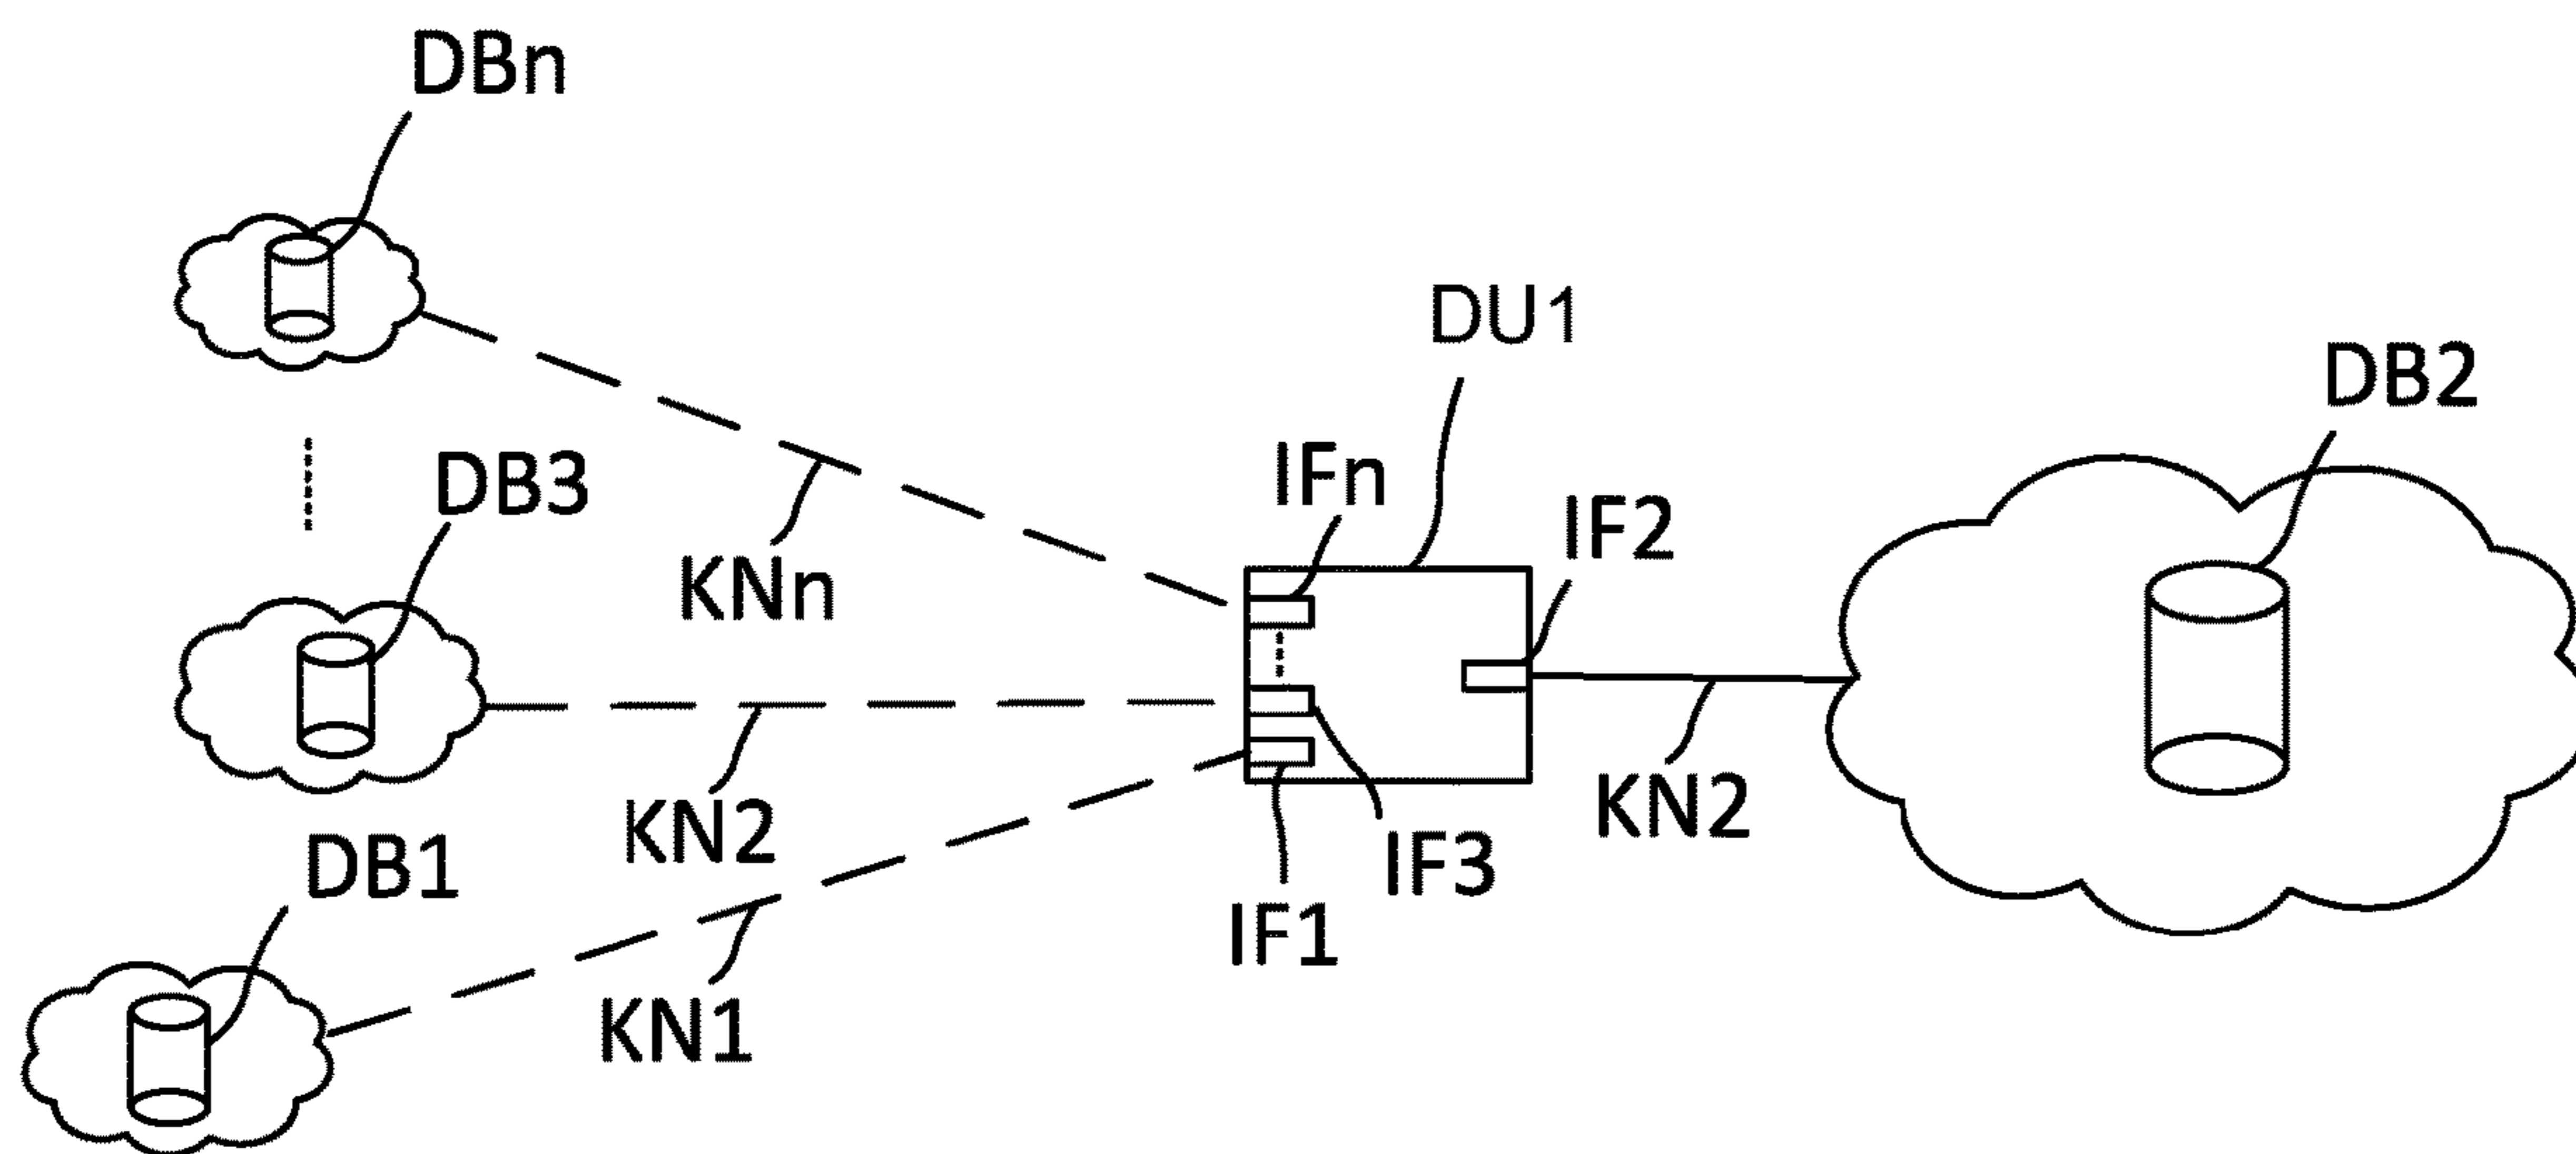 DBn
DU1
DB2
DB3
IFn
IF2
KNn
KN2
KN2
DB1
IF3
IF1
KN1